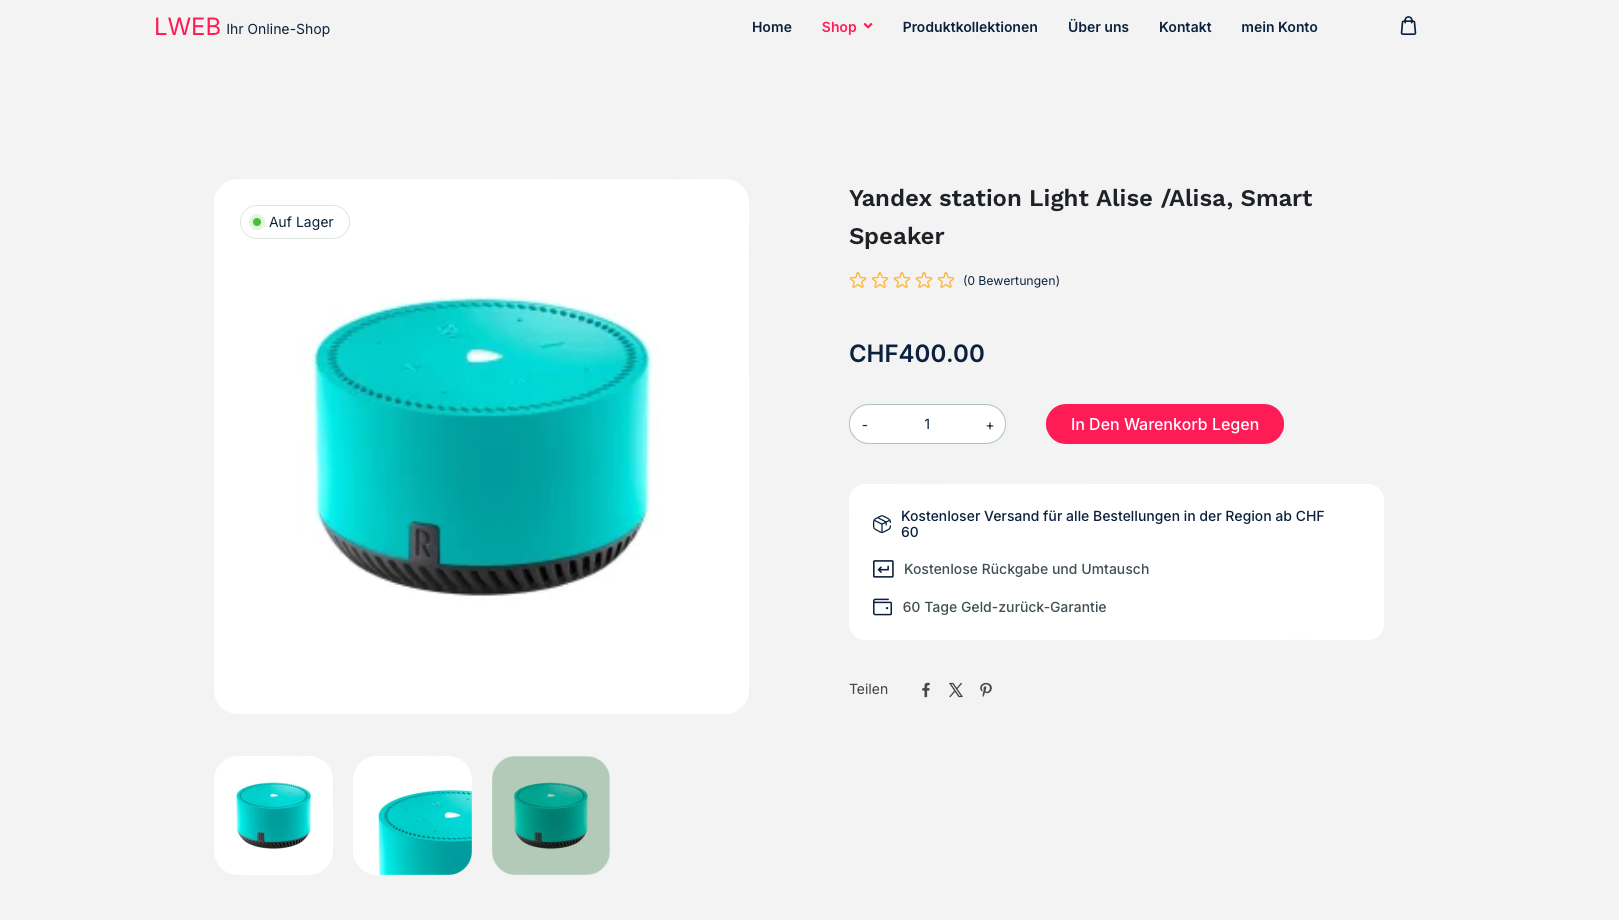 LWEB Ihr Online-Shop
Home Shop Produktkollektionen Über uns Kontakt mein Konto
Auf Lager
R
Yandex station Light Alise /Alisa, Smart
Speaker
(0 Bewertungen)
CHF400.00
- 1 +
In Den Warenkorb Legen
Kostenloser Versand für alle Bestellungen in der Region ab CHF
60
Kostenlose Rückgabe und Umtausch
60 Tage Geld-zurück-Garantie
Teilen